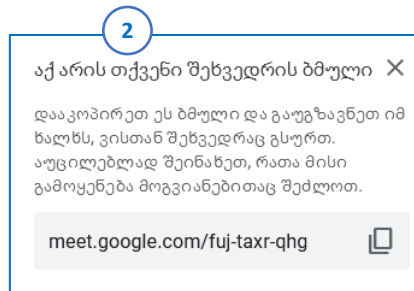 2
აქ არის თქვენი შეხვედრის ბმული
დააკოპირეთ ეს ბმული და გაუგზავნეთ იმ
ხალხს, ვისთან შეხვედრაც გსურთ.
აუცილებლად შეინახეთ, რათა მისი
გამოყენება მოგვიანებითაც შეძლოთ.
meet.google.com/fuj-taxr-qhg